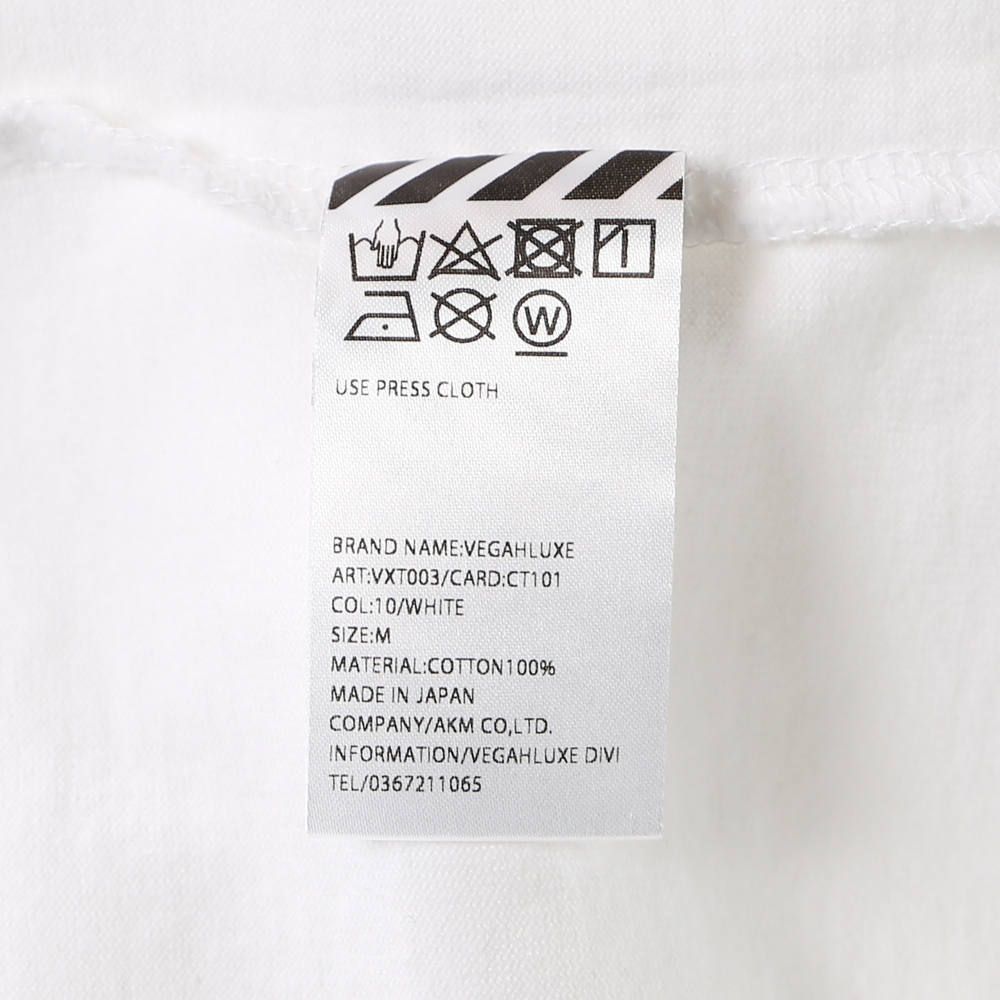 W
USE PRESS CLOTH
BRAND NAME:VEGAHLUXE
ART:VXT003/CARD:CT101
COL:10/WHITE
SIZE:M
MATERIAL:COTTON100%
MADE IN JAPAN
COMPANY/AKM CO,LTD.
INFORMATION/VEGAHLUXE DIVI
TEL/0367211065